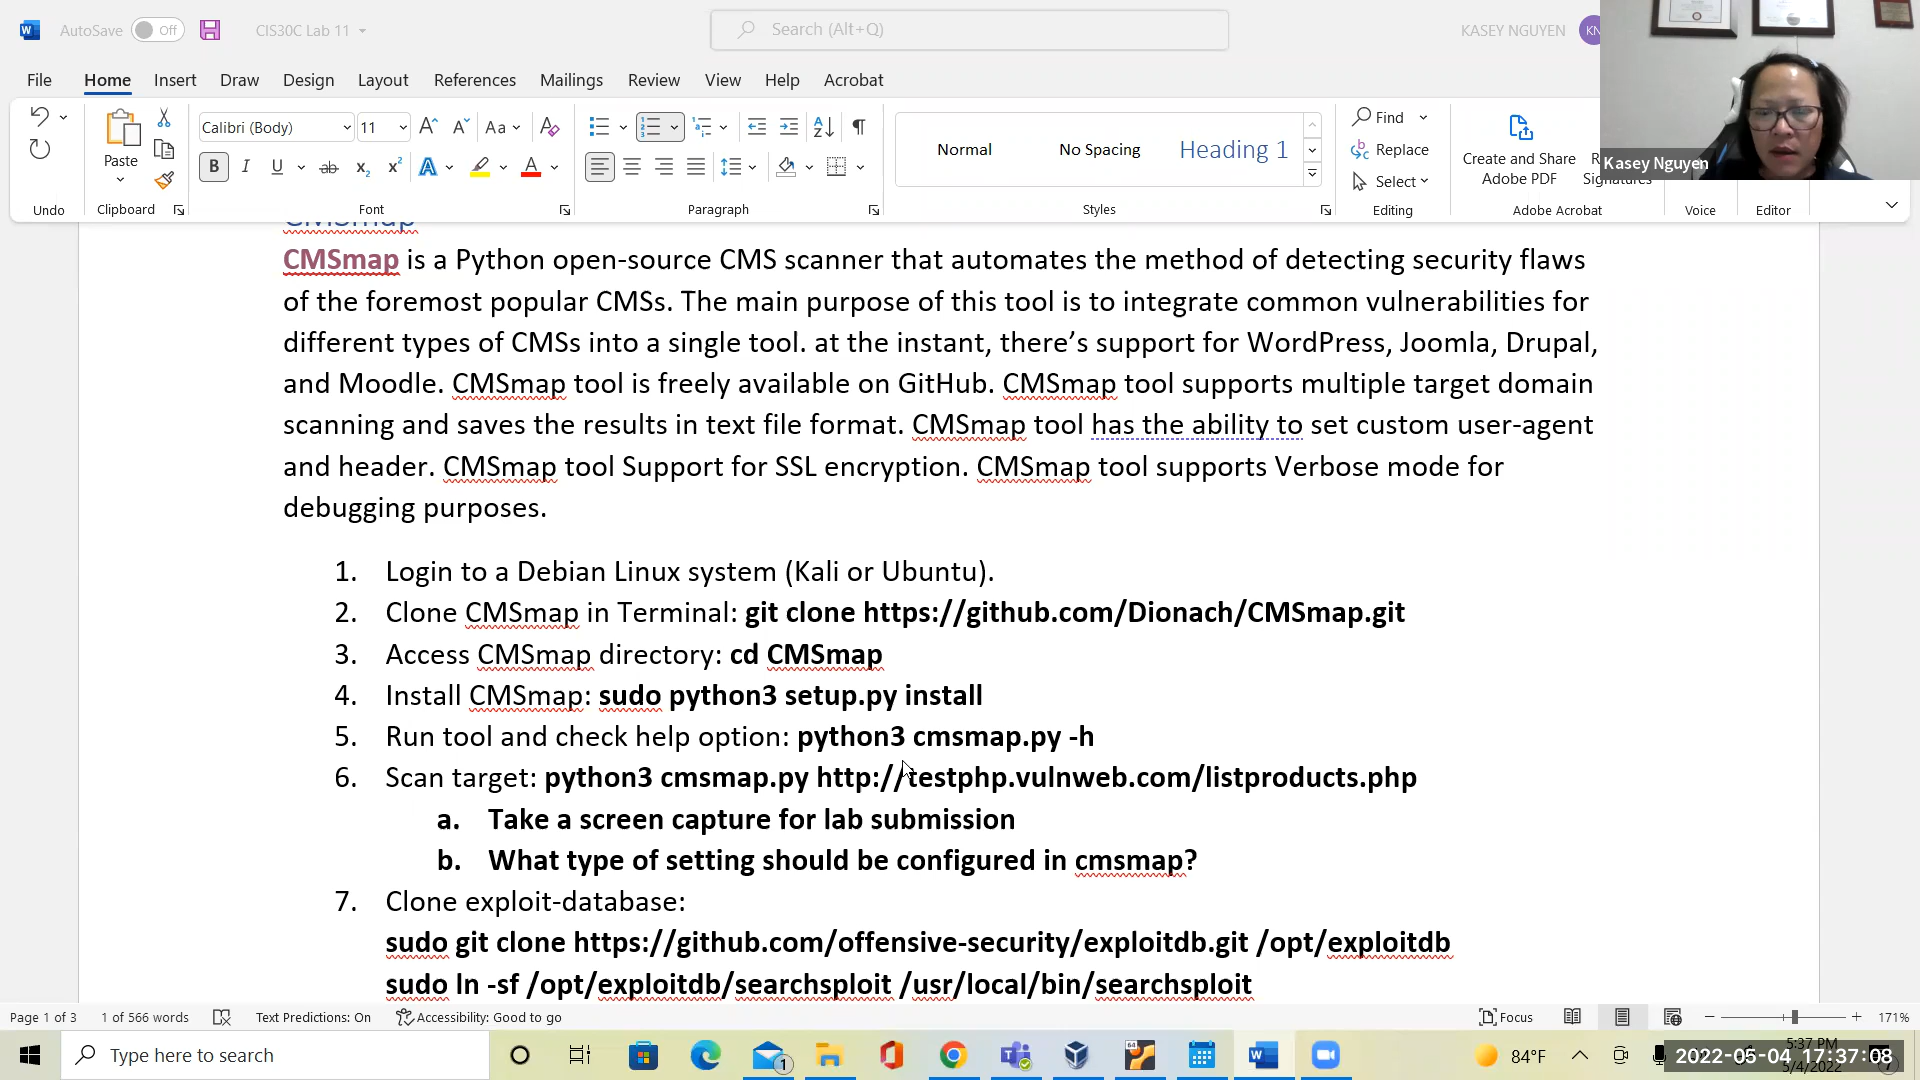 AutoSave Off CIS30C Lab 11 Search (Alt+Q) KASEY NGUYEN KN
File Home Insert Draw Design Layout References Mailings Review View Help Acrobat
Calibri (Body) 11 Aa Find
Paste Normal No Spacing Heading 1 Replace Create and Share
Adobe PDF Kasey Nguyen
Select Signatures
Undo Clipboard Font Paragraph Styles Editing Adobe Acrobat Voice Editor
CMSmap
CMSmap is a Python open-source CMS scanner that automates the method of detecting security flaws
of the foremost popular CMSs. The main purpose of this tool is to integrate common vulnerabilities for
different types of CMSs into a single tool. at the instant, there’s support for WordPress, Joomla, Drupal,
and Moodle. CMSmap tool is freely available on GitHub. CMSmap tool supports multiple target domain
scanning and saves the results in text file format. CMSmap tool has the ability to set custom user-agent
and header. CMSmap tool Support for SSL encryption. CMSmap tool supports Verbose mode for
debugging purposes.
1. Login to a Debian Linux system (Kali or Ubuntu).
2. Clone CMSmap in Terminal: git clone https://github.com/Dionach/CMSmap.git
3. Access CMSmap directory: cd CMSmap
4. Install CMSmap: sudo python3 setup.py install
5. Run tool and check help option: python3 cmsmap.py -h
6. Scan target: python3 cmsmap.py http://testphp.vulnweb.com/listproducts.php
a. Take a screen capture for lab submission
b. What type of setting should be configured in cmsmap?
7. Clone exploit-database:
sudo git clone https://github.com/offensive-security/exploitdb.git /opt/exploitdb
sudo ln -sf /opt/exploitdb/searchsploit /usr/local/bin/searchsploit
Page 1 of 3 1 of 566 words Text Predictions: On Accessibility: Good to go Focus 171%
Type here to search 1 64 84°F 5:37 PM
2022-05-04 17:37:08
5/4/2022